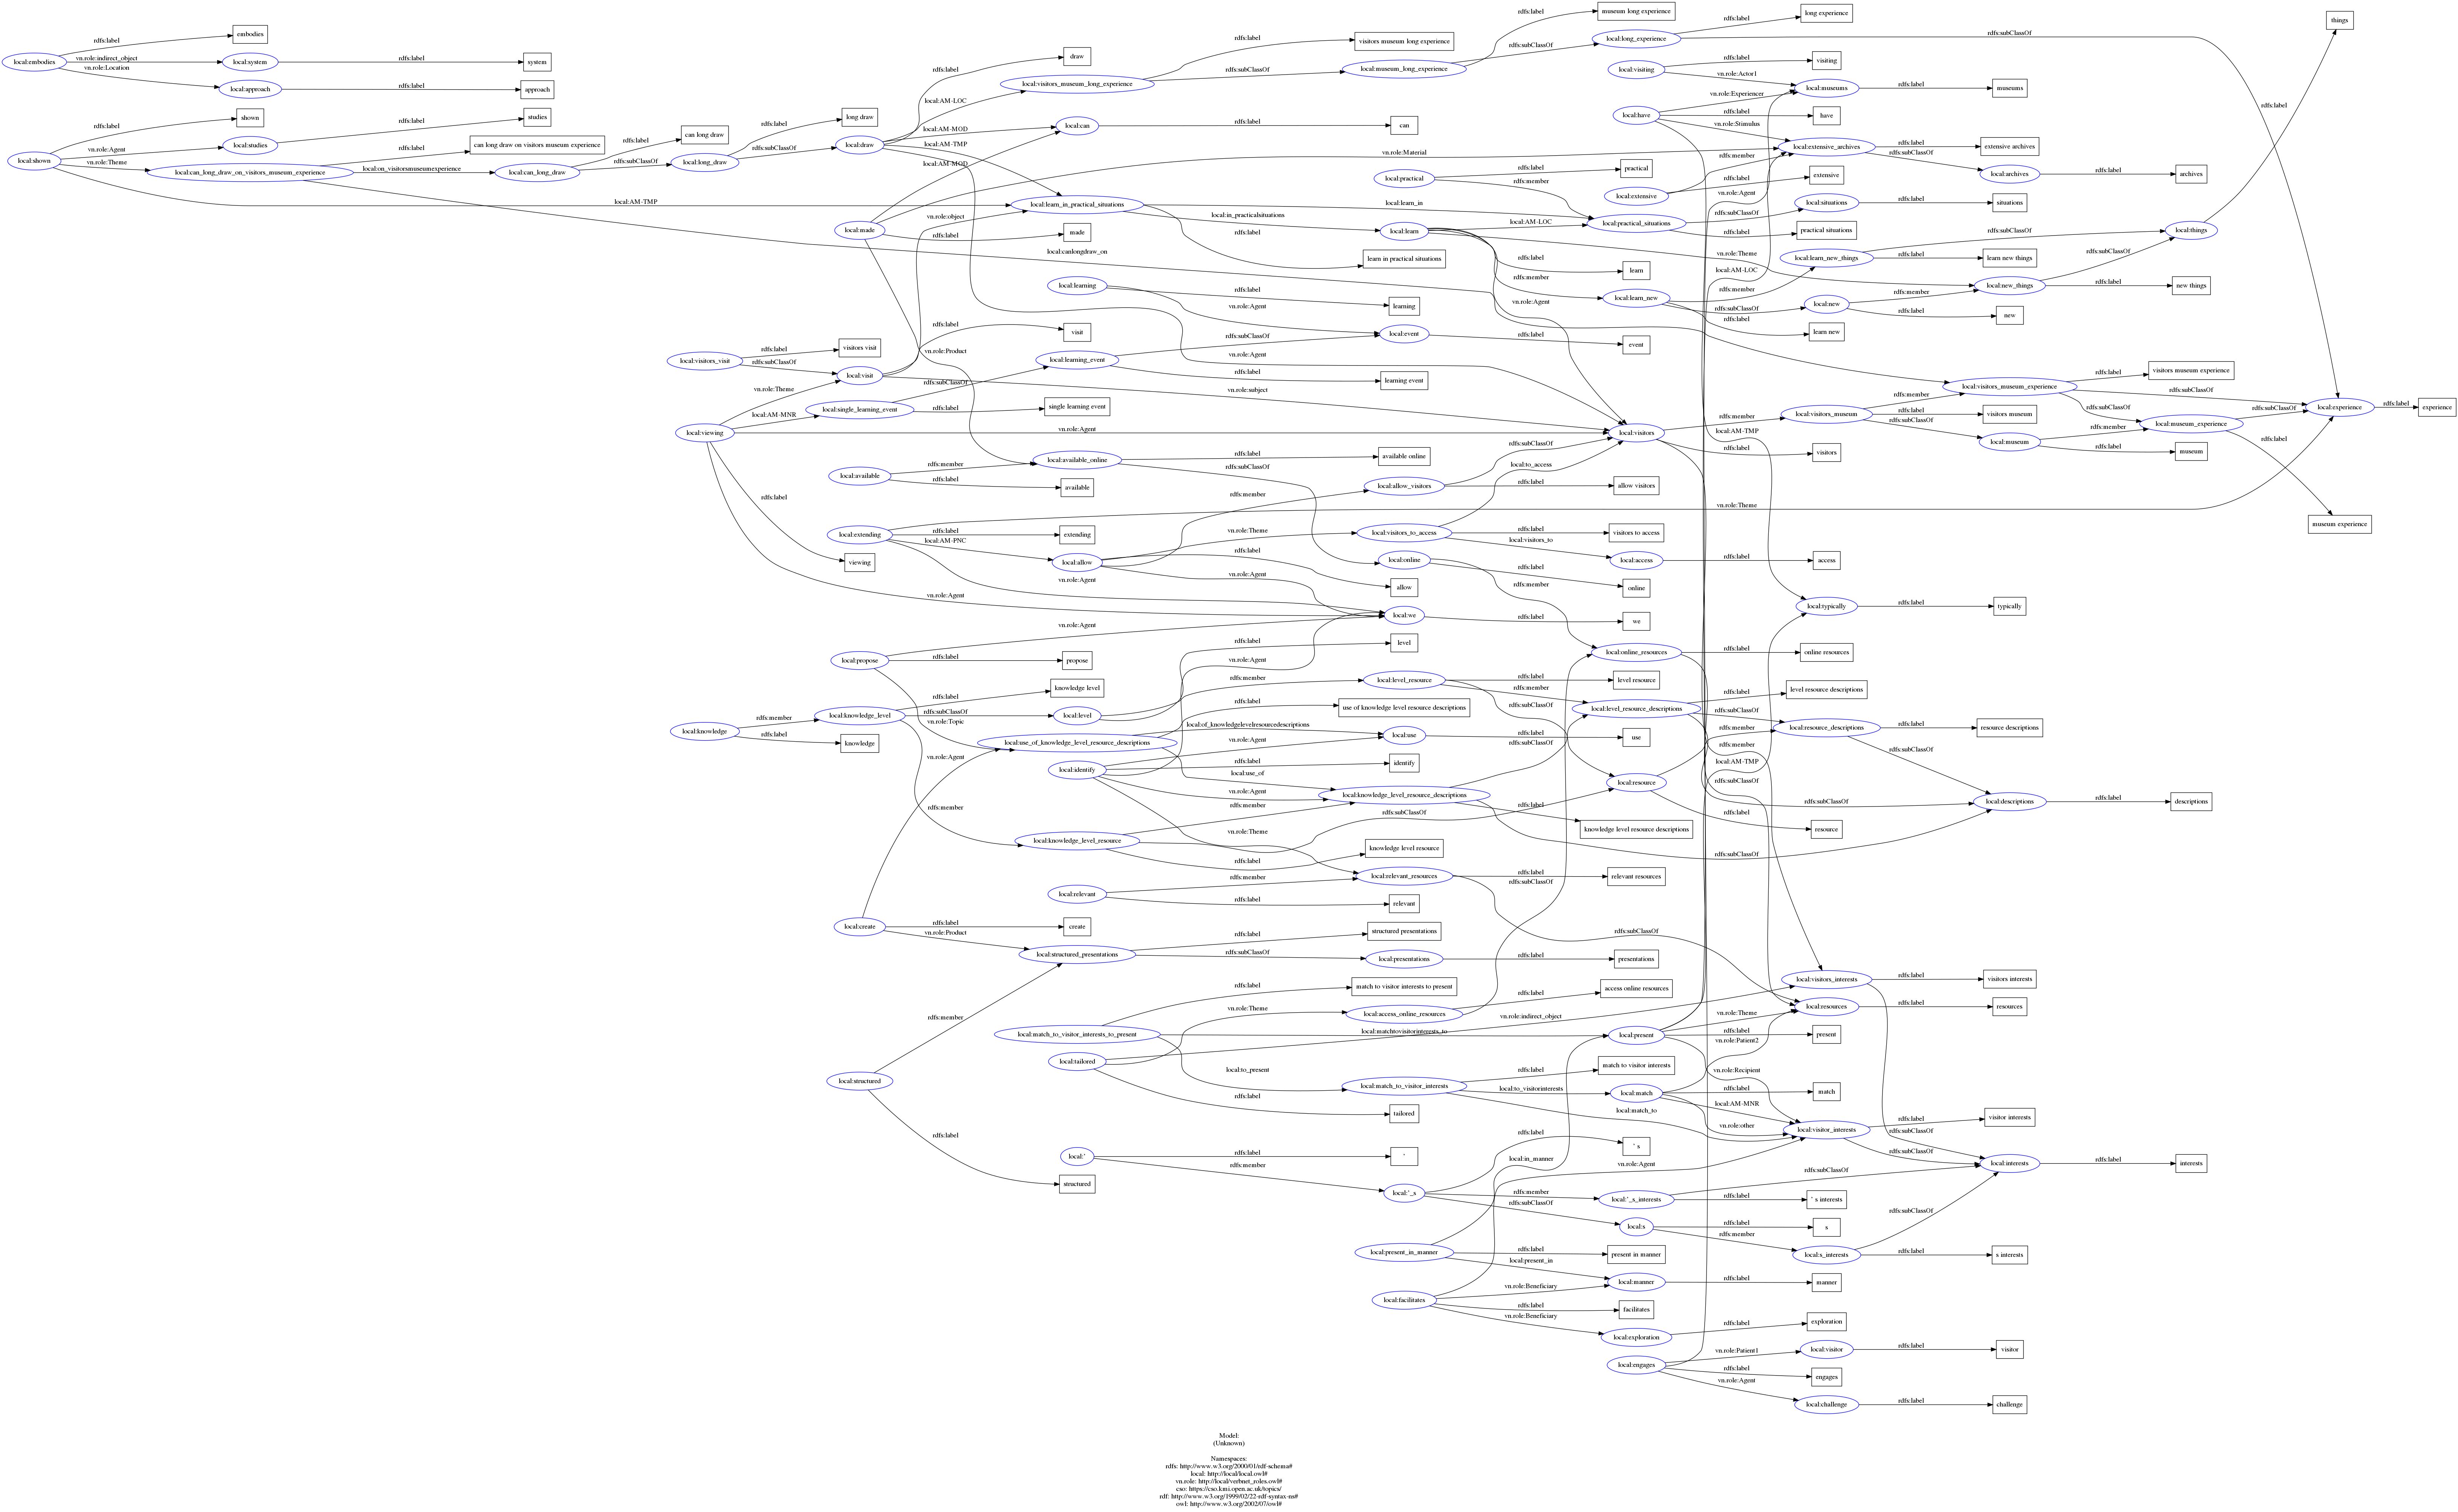 local:embodies
rdfs:label
embodies
vn.role:indirect_object
local:system
rdfs:label
system
vn.role:Location
local:approach
rdfs:label
approach
local:shown
rdfs:label
shown
vn.role:Agent
local:studies
rdfs:label
studies
vn.role:Theme
local:can_long_draw_on_visitors_museum_experience
rdfs:label
can long draw on visitors museum experience
local:on_visitorsmuseumexperience
local:can_long_draw
rdfs:label
can long draw
rdfs:subClassOf
local:long_draw
rdfs:label
long draw
rdfs:subClassOf
local:draw
rdfs:label
draw
local:AM-LOC
local:visitors_museum_long_experience
rdfs:label
visitors museum long experience
rdfs:subClassOf
local:museum_long_experience
rdfs:label
museum long experience
rdfs:subClassOf
local:long_experience
rdfs:label
long experience
rdfs:subClassOf
local:AM-MOD
local:can
rdfs:label
can
local:AM-TMP
local:AM-MOD
local:AM-TMP
local:learn_in_practical_situations
local:learn_in
local:in_practicalsituations
rdfs:label
learn in practical situations
local:canlongdraw_on
local:made
vn.role:Material
rdfs:label
made
vn.role:Product
vn.role:object
local:visiting
rdfs:label
visiting
vn.role:Actor1
local:museums
rdfs:label
museums
local:have
vn.role:Experiencer
rdfs:label
have
vn.role:Stimulus
local:extensive_archives
rdfs:label
extensive archives
rdfs:subClassOf
local:archives
rdfs:label
archives
local:extensive
rdfs:member
rdfs:label
extensive
vn.role:Agent
local:practical
rdfs:label
practical
rdfs:member
local:practical_situations
rdfs:subClassOf
local:situations
rdfs:label
situations
rdfs:label
practical situations
local:learn
local:AM-LOC
vn.role:Theme
rdfs:label
learn
rdfs:member
vn.role:Agent
local:learn_new
rdfs:member
local:learn_new_things
rdfs:label
learn new things
rdfs:subClassOf
local:things
rdfs:label
things
rdfs:subClassOf
local:new
rdfs:member
local:new_things
rdfs:subClassOf
rdfs:label
new things
rdfs:label
new
rdfs:label
learn new
local:AM-LOC
local:learning
rdfs:label
learning
vn.role:Agent
local:event
rdfs:label
event
local:learning_event
rdfs:subClassOf
rdfs:label
learning event
local:visitors_visit
rdfs:label
visitors visit
rdfs:subClassOf
local:visit
rdfs:label
visit
vn.role:subject
vn.role:Agent
local:viewing
vn.role:Theme
local:AM-MNR
local:single_learning_event
rdfs:subClassOf
rdfs:label
single learning event
vn.role:Agent
rdfs:label
viewing
vn.role:Agent
local:visitors
rdfs:member
rdfs:label
visitors
local:visitors_museum
rdfs:member
local:visitors_museum_experience
rdfs:label
visitors museum experience
rdfs:subClassOf
rdfs:subClassOf
rdfs:label
visitors museum
rdfs:subClassOf
local:museum
rdfs:member
rdfs:label
museum
local:museum_experience
rdfs:subClassOf
rdfs:label
museum experience
local:experience
rdfs:label
experience
local:AM-TMP
local:available
rdfs:member
rdfs:label
available
local:available_online
rdfs:label
available online
rdfs:subClassOf
local:extending
vn.role:Theme
rdfs:label
extending
local:AM-PNC
vn.role:Agent
local:allow
rdfs:member
local:allow_visitors
rdfs:subClassOf
rdfs:label
allow visitors
vn.role:Theme
local:visitors_to_access
local:to_access
rdfs:label
visitors to access
local:visitors_to
local:access
rdfs:label
access
rdfs:label
allow
vn.role:Agent
local:online
rdfs:label
online
rdfs:member
local:we
rdfs:label
we
local:propose
vn.role:Agent
rdfs:label
propose
vn.role:Topic
local:typically
rdfs:label
typically
local:online_resources
rdfs:label
online resources
rdfs:subClassOf
local:knowledge
rdfs:member
rdfs:label
knowledge
local:knowledge_level
rdfs:label
knowledge level
rdfs:subClassOf
local:level
rdfs:label
level
rdfs:member
vn.role:Agent
local:level_resource
rdfs:label
level resource
rdfs:member
rdfs:subClassOf
local:level_resource_descriptions
rdfs:label
level resource descriptions
rdfs:subClassOf
local:resource_descriptions
rdfs:label
resource descriptions
rdfs:subClassOf
local:use_of_knowledge_level_resource_descriptions
rdfs:label
use of knowledge level resource descriptions
local:of_knowledgelevelresourcedescriptions
local:use
rdfs:label
use
local:use_of
local:identify
vn.role:Agent
rdfs:label
identify
vn.role:Agent
vn.role:Theme
local:knowledge_level_resource_descriptions
rdfs:subClassOf
rdfs:label
knowledge level resource descriptions
rdfs:subClassOf
local:resource
rdfs:member
rdfs:label
resource
local:descriptions
rdfs:label
descriptions
rdfs:member
local:knowledge_level_resource
rdfs:member
rdfs:subClassOf
rdfs:label
knowledge level resource
local:relevant
rdfs:member
rdfs:label
relevant
local:relevant_resources
rdfs:label
relevant resources
rdfs:subClassOf
local:create
vn.role:Agent
rdfs:label
create
vn.role:Product
local:structured_presentations
rdfs:label
structured presentations
rdfs:subClassOf
local:presentations
rdfs:label
presentations
local:match_to_visitor_interests_to_present
rdfs:label
match to visitor interests to present
local:matchtovisitorinterests_to
local:to_present
local:tailored
vn.role:Theme
vn.role:indirect_object
rdfs:label
tailored
local:access_online_resources
rdfs:label
access online resources
rdfs:subClassOf
local:visitors_interests
rdfs:label
visitors interests
rdfs:subClassOf
local:resources
rdfs:label
resources
local:present
local:AM-TMP
vn.role:Theme
rdfs:label
present
vn.role:Recipient
local:structured
rdfs:member
rdfs:label
structured
local:match_to_visitor_interests
rdfs:label
match to visitor interests
local:to_visitorinterests
local:match_to
local:match
vn.role:Patient2
rdfs:label
match
local:AM-MNR
vn.role:other
local:visitor_interests
rdfs:label
visitor interests
rdfs:subClassOf
local:interests
rdfs:label
interests
local:'
rdfs:label
'
rdfs:member
local:'_s
rdfs:label
' s
rdfs:member
local:'_s_interests
rdfs:subClassOf
rdfs:label
' s interests
rdfs:subClassOf
local:s
rdfs:label
s
rdfs:member
local:s_interests
rdfs:subClassOf
rdfs:label
s interests
local:present_in_manner
local:in_manner
rdfs:label
present in manner
local:present_in
local:manner
rdfs:label
manner
local:facilitates
vn.role:Agent
vn.role:Beneficiary
rdfs:label
facilitates
vn.role:Beneficiary
local:exploration
rdfs:label
exploration
local:engages
vn.role:Patient1
local:visitor
rdfs:label
visitor
rdfs:label
engages
vn.role:Agent
local:challenge
rdfs:label
challenge
Model:
(Unknown)
Namespaces:
rdfs: http://www.w3.org/2000/01/rdf-schema#
local: http://local/local.owl#
vn.role: http://local/verbnet_roles.owl#
cso: https://cso.kmi.open.ac.uk/topics/
rdf: http://www.w3.org/1999/02/22-rdf-syntax-ns#
owl: http://www.w3.org/2002/07/owl#